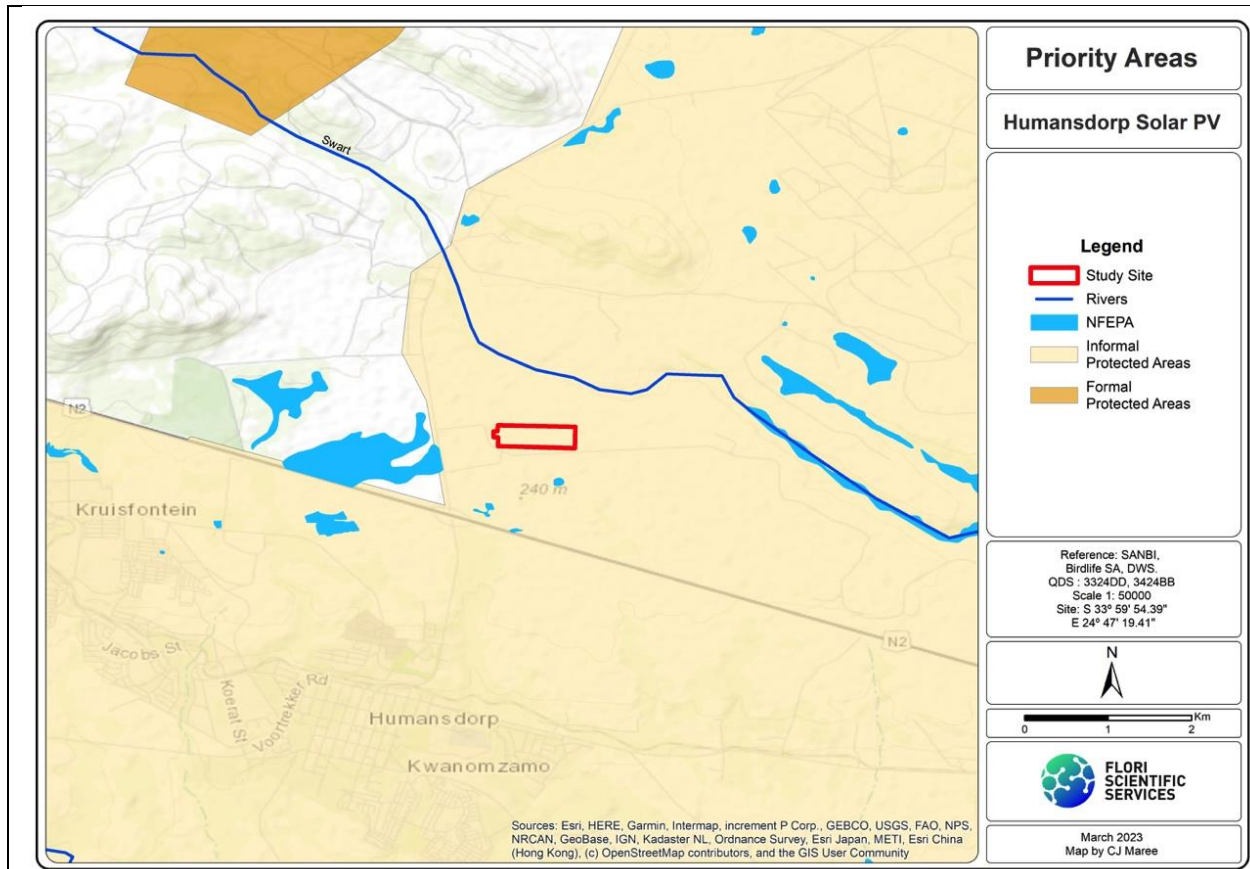 Priority Areas
Humansdorp Solar PV
Legend
Study Site
Rivers
NFEPA
Informal
Protected Areas
Formal
Protected Areas
Reference: SANBI,
Birdlife SA, DWS.
QDS : 3324DD, 3424BB
Scale 1: 50000
Site: S 33º 59' 54.39"
E 24º 47' 19.41"
N
Km
0 1 2
FLORI
SCIENTIFIC
SERVICES
March 2023
Map by CJ Maree
Swart
N2
240 m
Kruisfontein
N2
Jacobs St
Koerat St
Voortrekker Rd
Humansdorp
Kwanomzamo
Sources: Esri, HERE, Garmin, Intermap, increment P Corp., GEBCO, USGS, FAO, NPS,
NRCAN, GeoBase, IGN, Kadaster NL, Ordnance Survey, Esri Japan, METI, Esri China
(Hong Kong), (c) OpenStreetMap contributors, and the GIS User Community